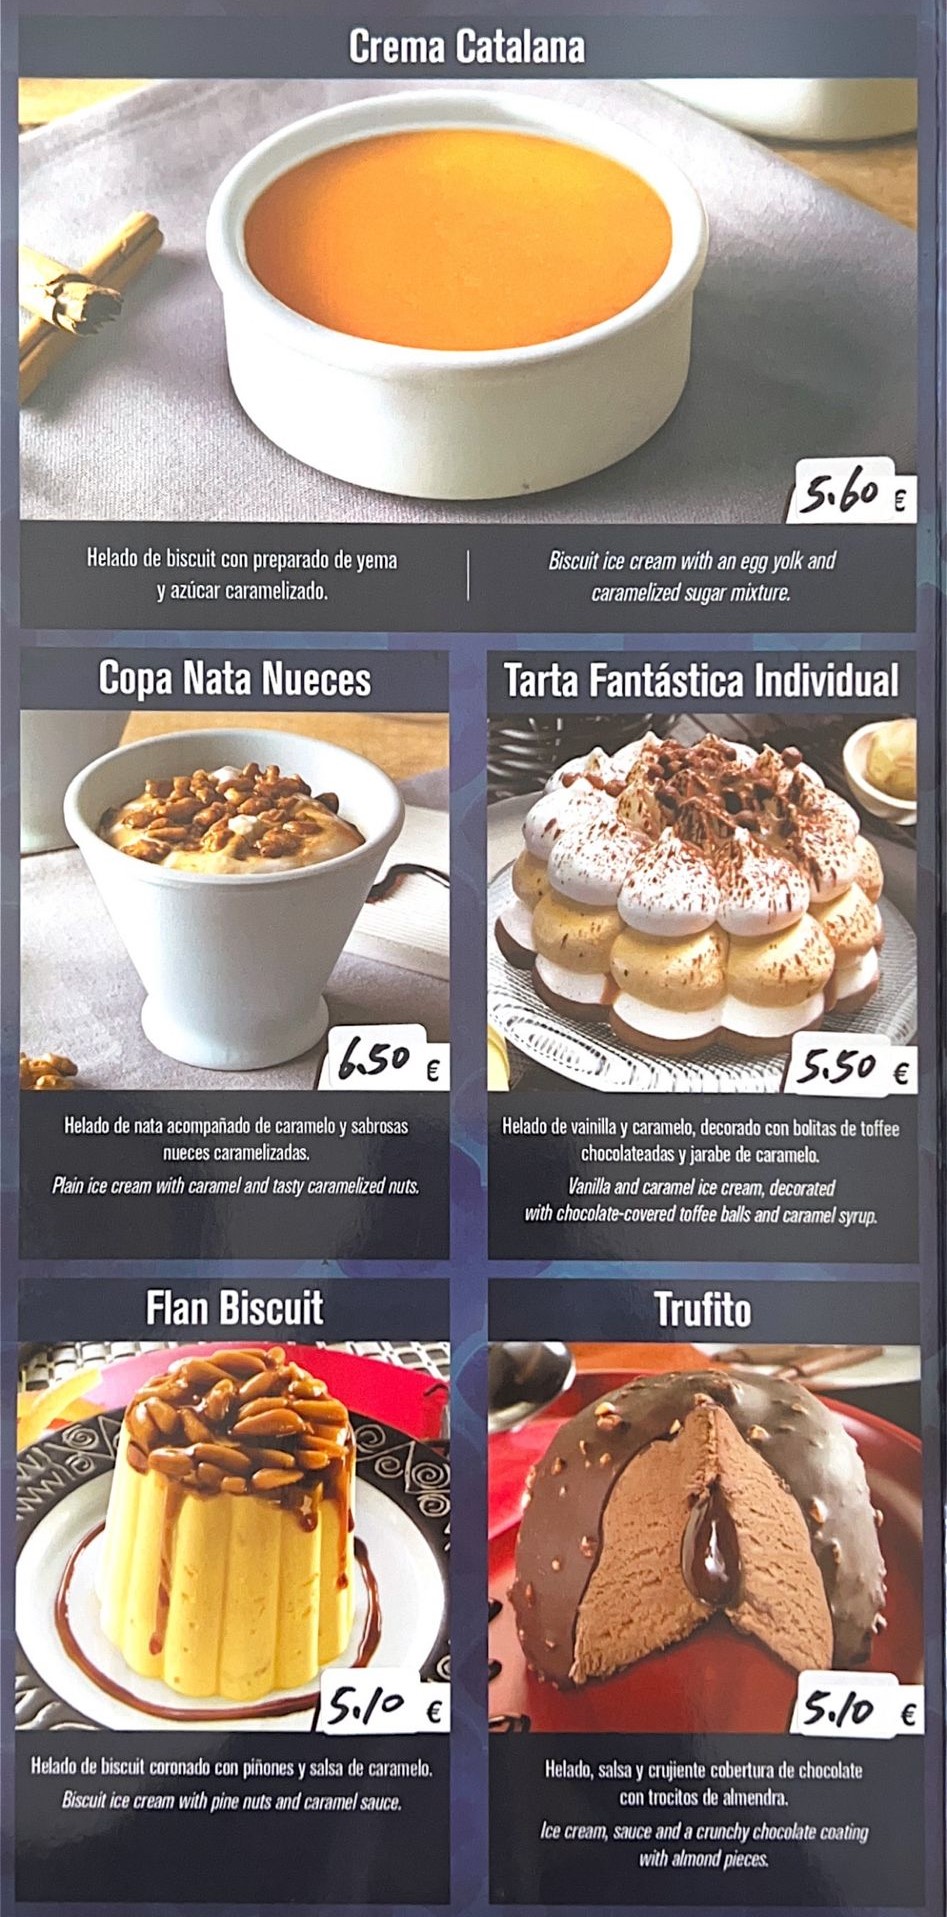 Crema Catalana
5.60 €
Helado de biscuit con preparado de yema
y azúcar caramelizado.
Biscuit ice cream with an egg yolk and
caramelized sugar mixture.
Copa Nata Nueces
6.50 €
Helado de nata acompañado de caramelo y sabrosas
nueces caramelizadas.
Plain ice cream with caramel and tasty caramelized nuts.
Tarta Fantástica Individual
5.50 €
Helado de vainilla y caramelo, decorado con bolitas de toffee
chocolateadas y jarabe de caramelo.
Vanilla and caramel ice cream, decorated
with chocolate-covered toffee balls and caramel syrup.
Flan Biscuit
5.10 €
Helado de biscuit coronado con piñones y salsa de caramelo.
Biscuit ice cream with pine nuts and caramel sauce.
Trufito
5.10 €
Helado, salsa y crujiente cobertura de chocolate
con trocitos de almendra.
Ice cream, sauce and a crunchy chocolate coating
with almond pieces.